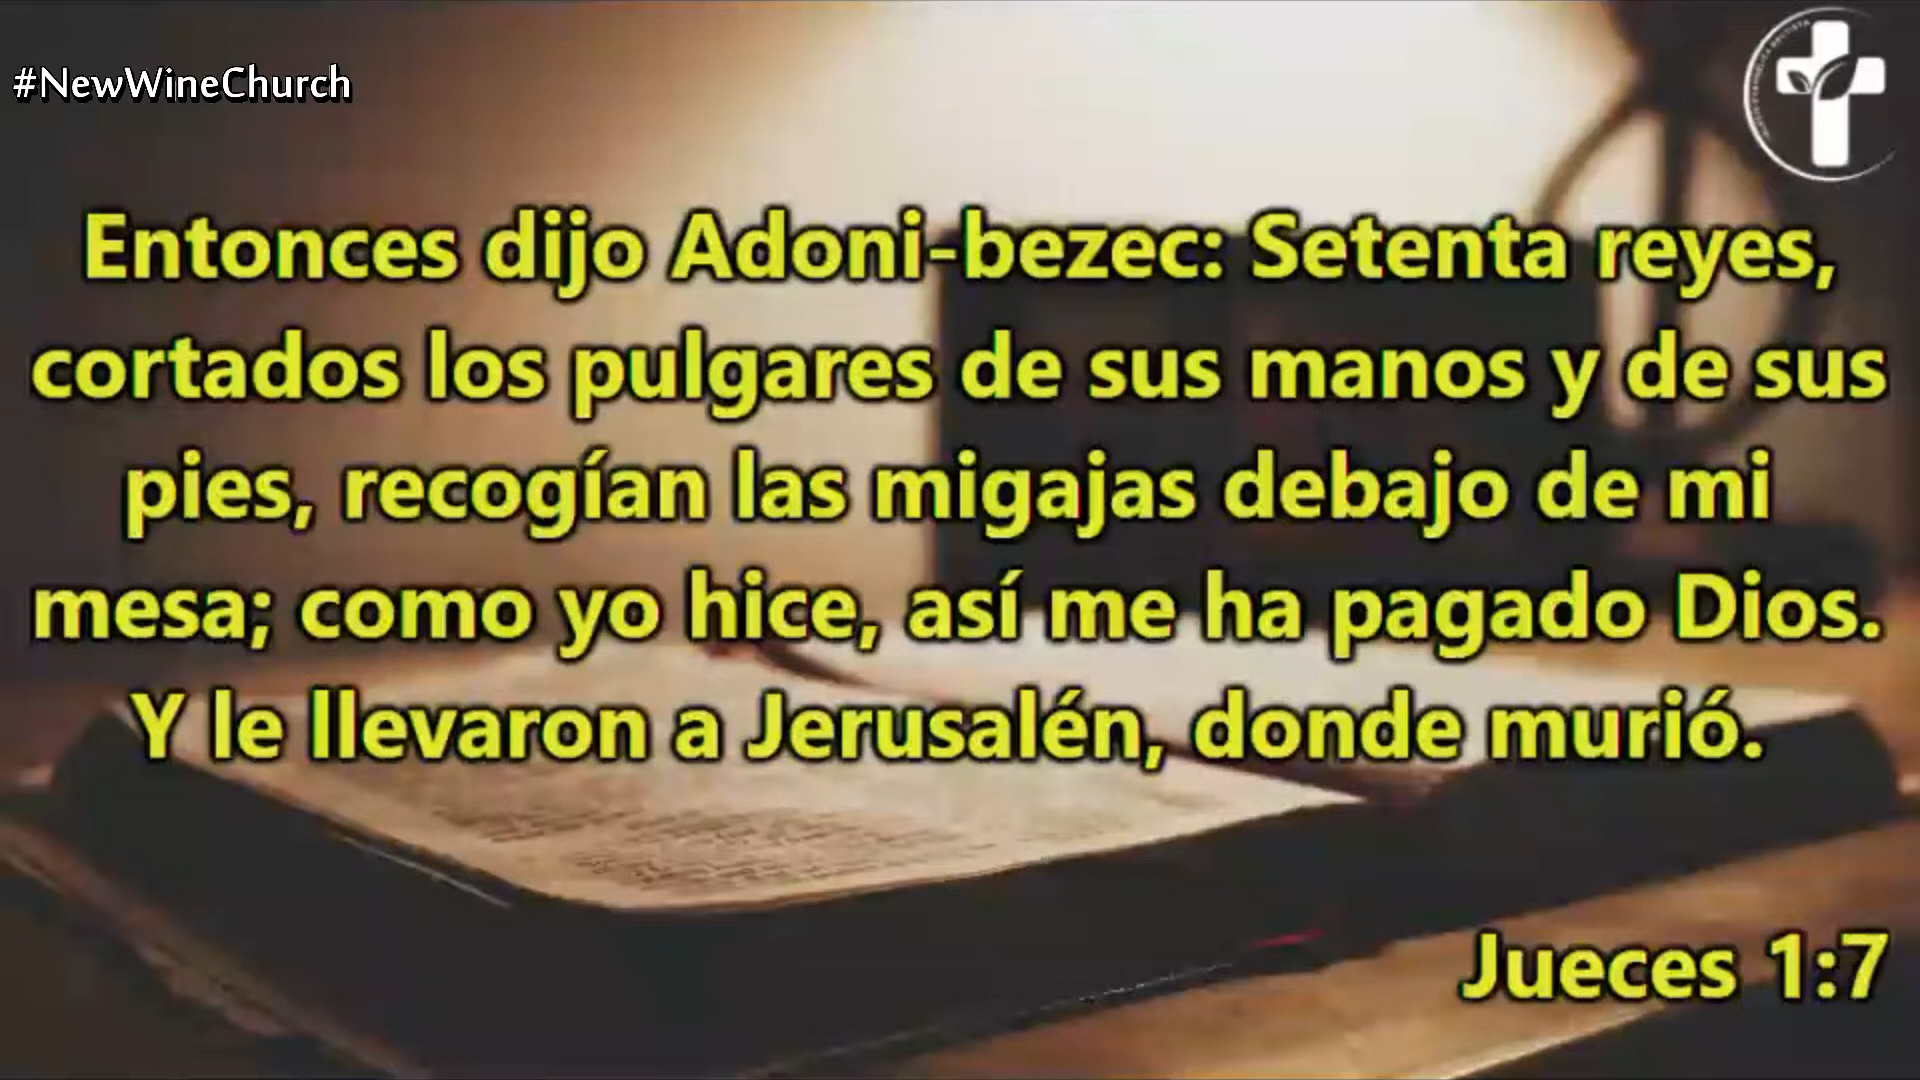 #NewWineChurch
Entonces dijo Adoni-bezec: Setenta reyes,
cortados los pulgares de sus manos y de sus
pies, recogían las migajas debajo de mi
mesa; como yo hice, así me ha pagado Dios.
Y le llevaron a Jerusalén, donde murió.
Jueces 1:7